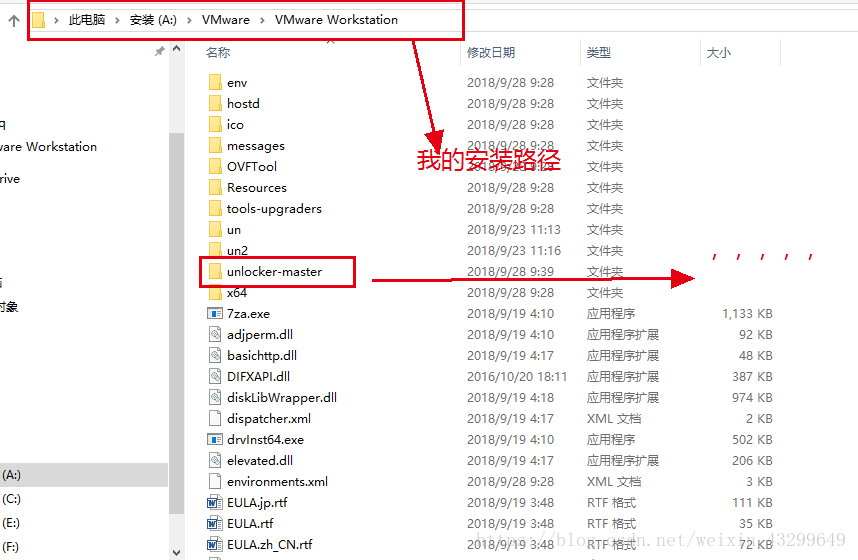 此电脑 > 安装 (A:) > VMware > VMware Workstation
名称 修改日期 类型 大小
env 2018/9/28 9:28 文件夹
hostd 2018/9/28 9:28 文件夹
ico 2018/9/28 9:28 文件夹
messages 2018/9/28 9:28 文件夹
我的安装路径
OVFTool 2018/9/28 9:28 文件夹
Resources 2018/9/28 9:28 文件夹
tools-upgraders 2018/9/28 9:28 文件夹
un 2018/9/23 11:13 文件夹
un2 2018/9/23 11:16 文件夹
, , , , ,
unlocker-master 2018/9/28 9:39 文件夹
x64 2018/9/28 9:28 文件夹
7za.exe 2018/9/19 4:10 应用程序 1,133 KB
adjperm.dll 2018/9/19 4:10 应用程序扩展 92 KB
basichttp.dll 2018/9/19 4:17 应用程序扩展 48 KB
DIFXAPI.dll 2016/10/20 18:11 应用程序扩展 387 KB
diskLibWrapper.dll 2018/9/19 4:18 应用程序扩展 974 KB
dispatcher.xml 2018/9/19 4:17 XML 文档 2 KB
drvInst64.exe 2018/9/19 4:10 应用程序 502 KB
elevated.dll 2018/9/19 4:17 应用程序扩展 206 KB
environments.xml 2018/9/28 9:28 XML 文档 3 KB
EULA.jp.rtf 2018/9/19 3:48 RTF 格式 111 KB
EULA.rtf 2018/9/19 3:48 RTF 格式 35 KB
EULA.zh_CN.rtf 2018/9/19 3:48 RTF 格式 72 KB
ware Workstation
rive
对象
(A:)
(C:)
(E:)
(F:)
https://blog.csdn.net/weixin_43299649